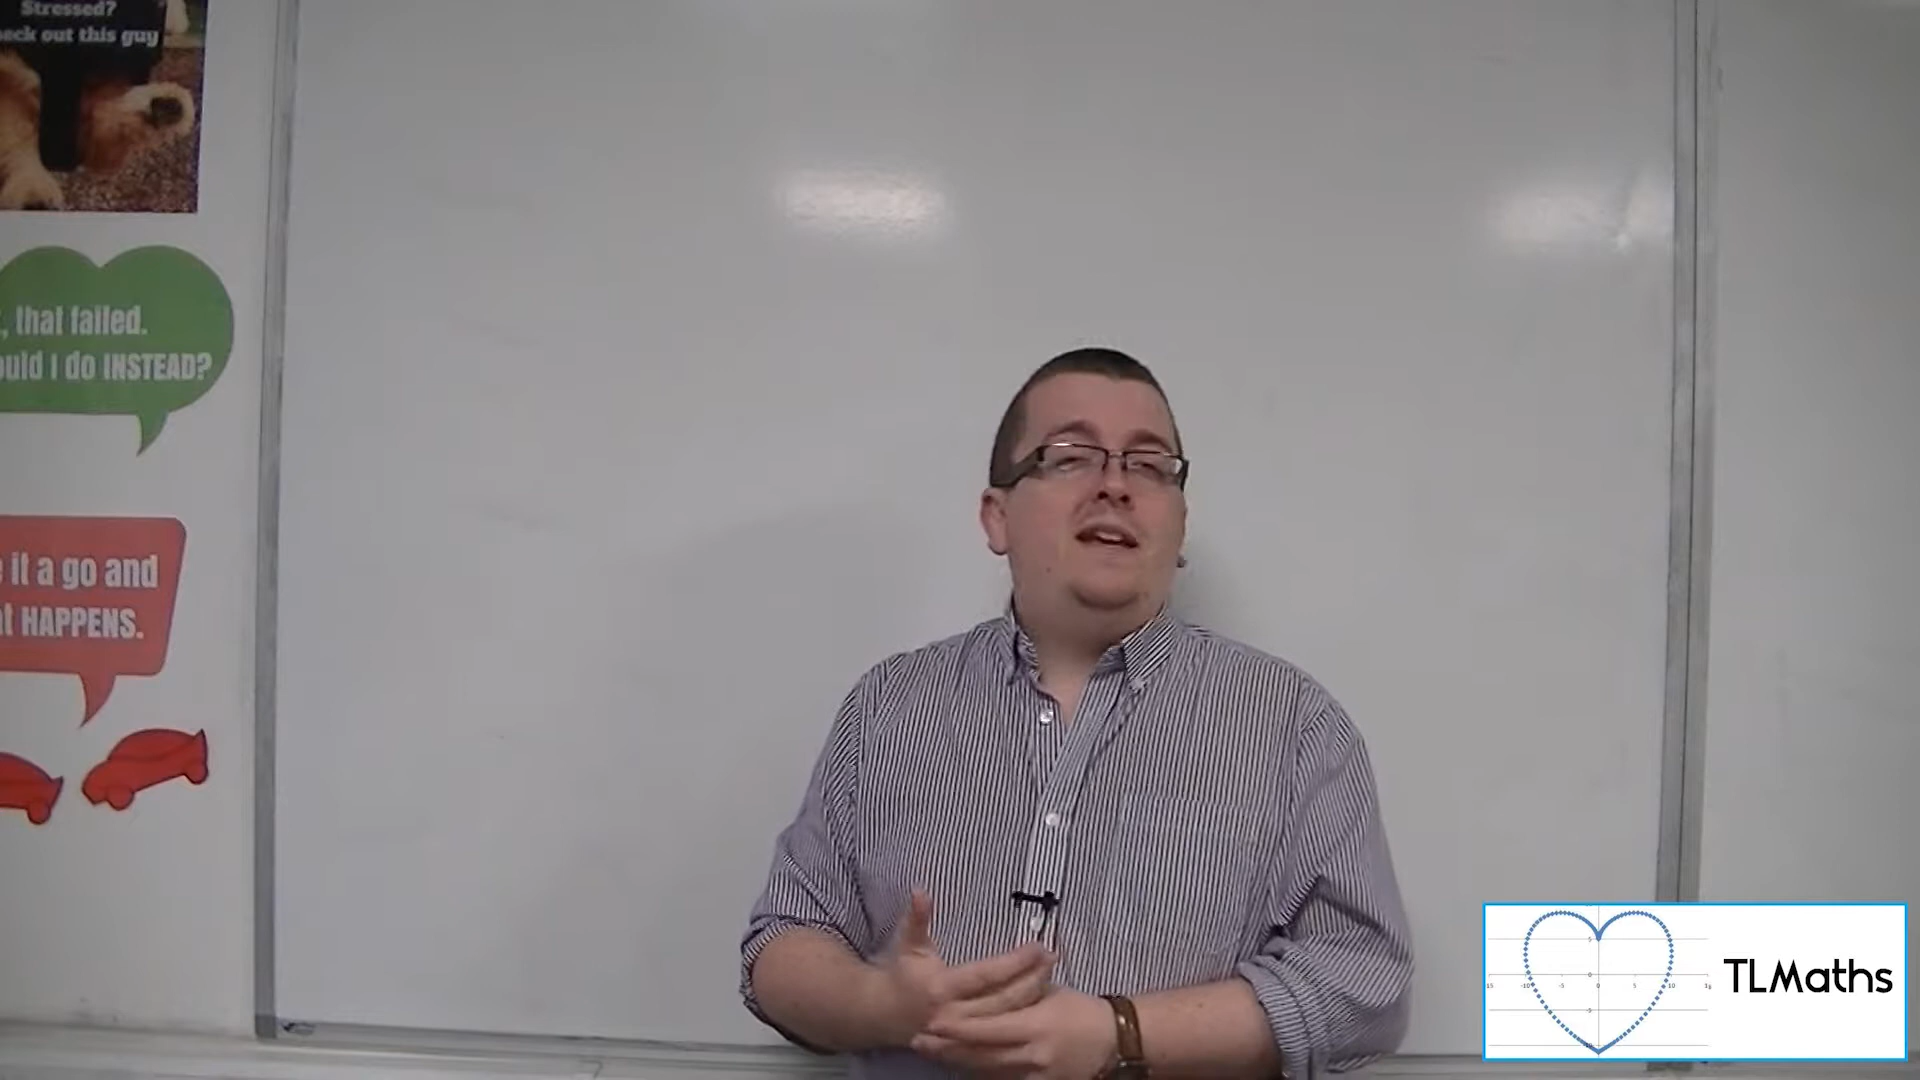 Stressed?
eck out this guy
, that failed.
ould I do INSTEAD?
it a go and
HAPPENS.
TLMaths